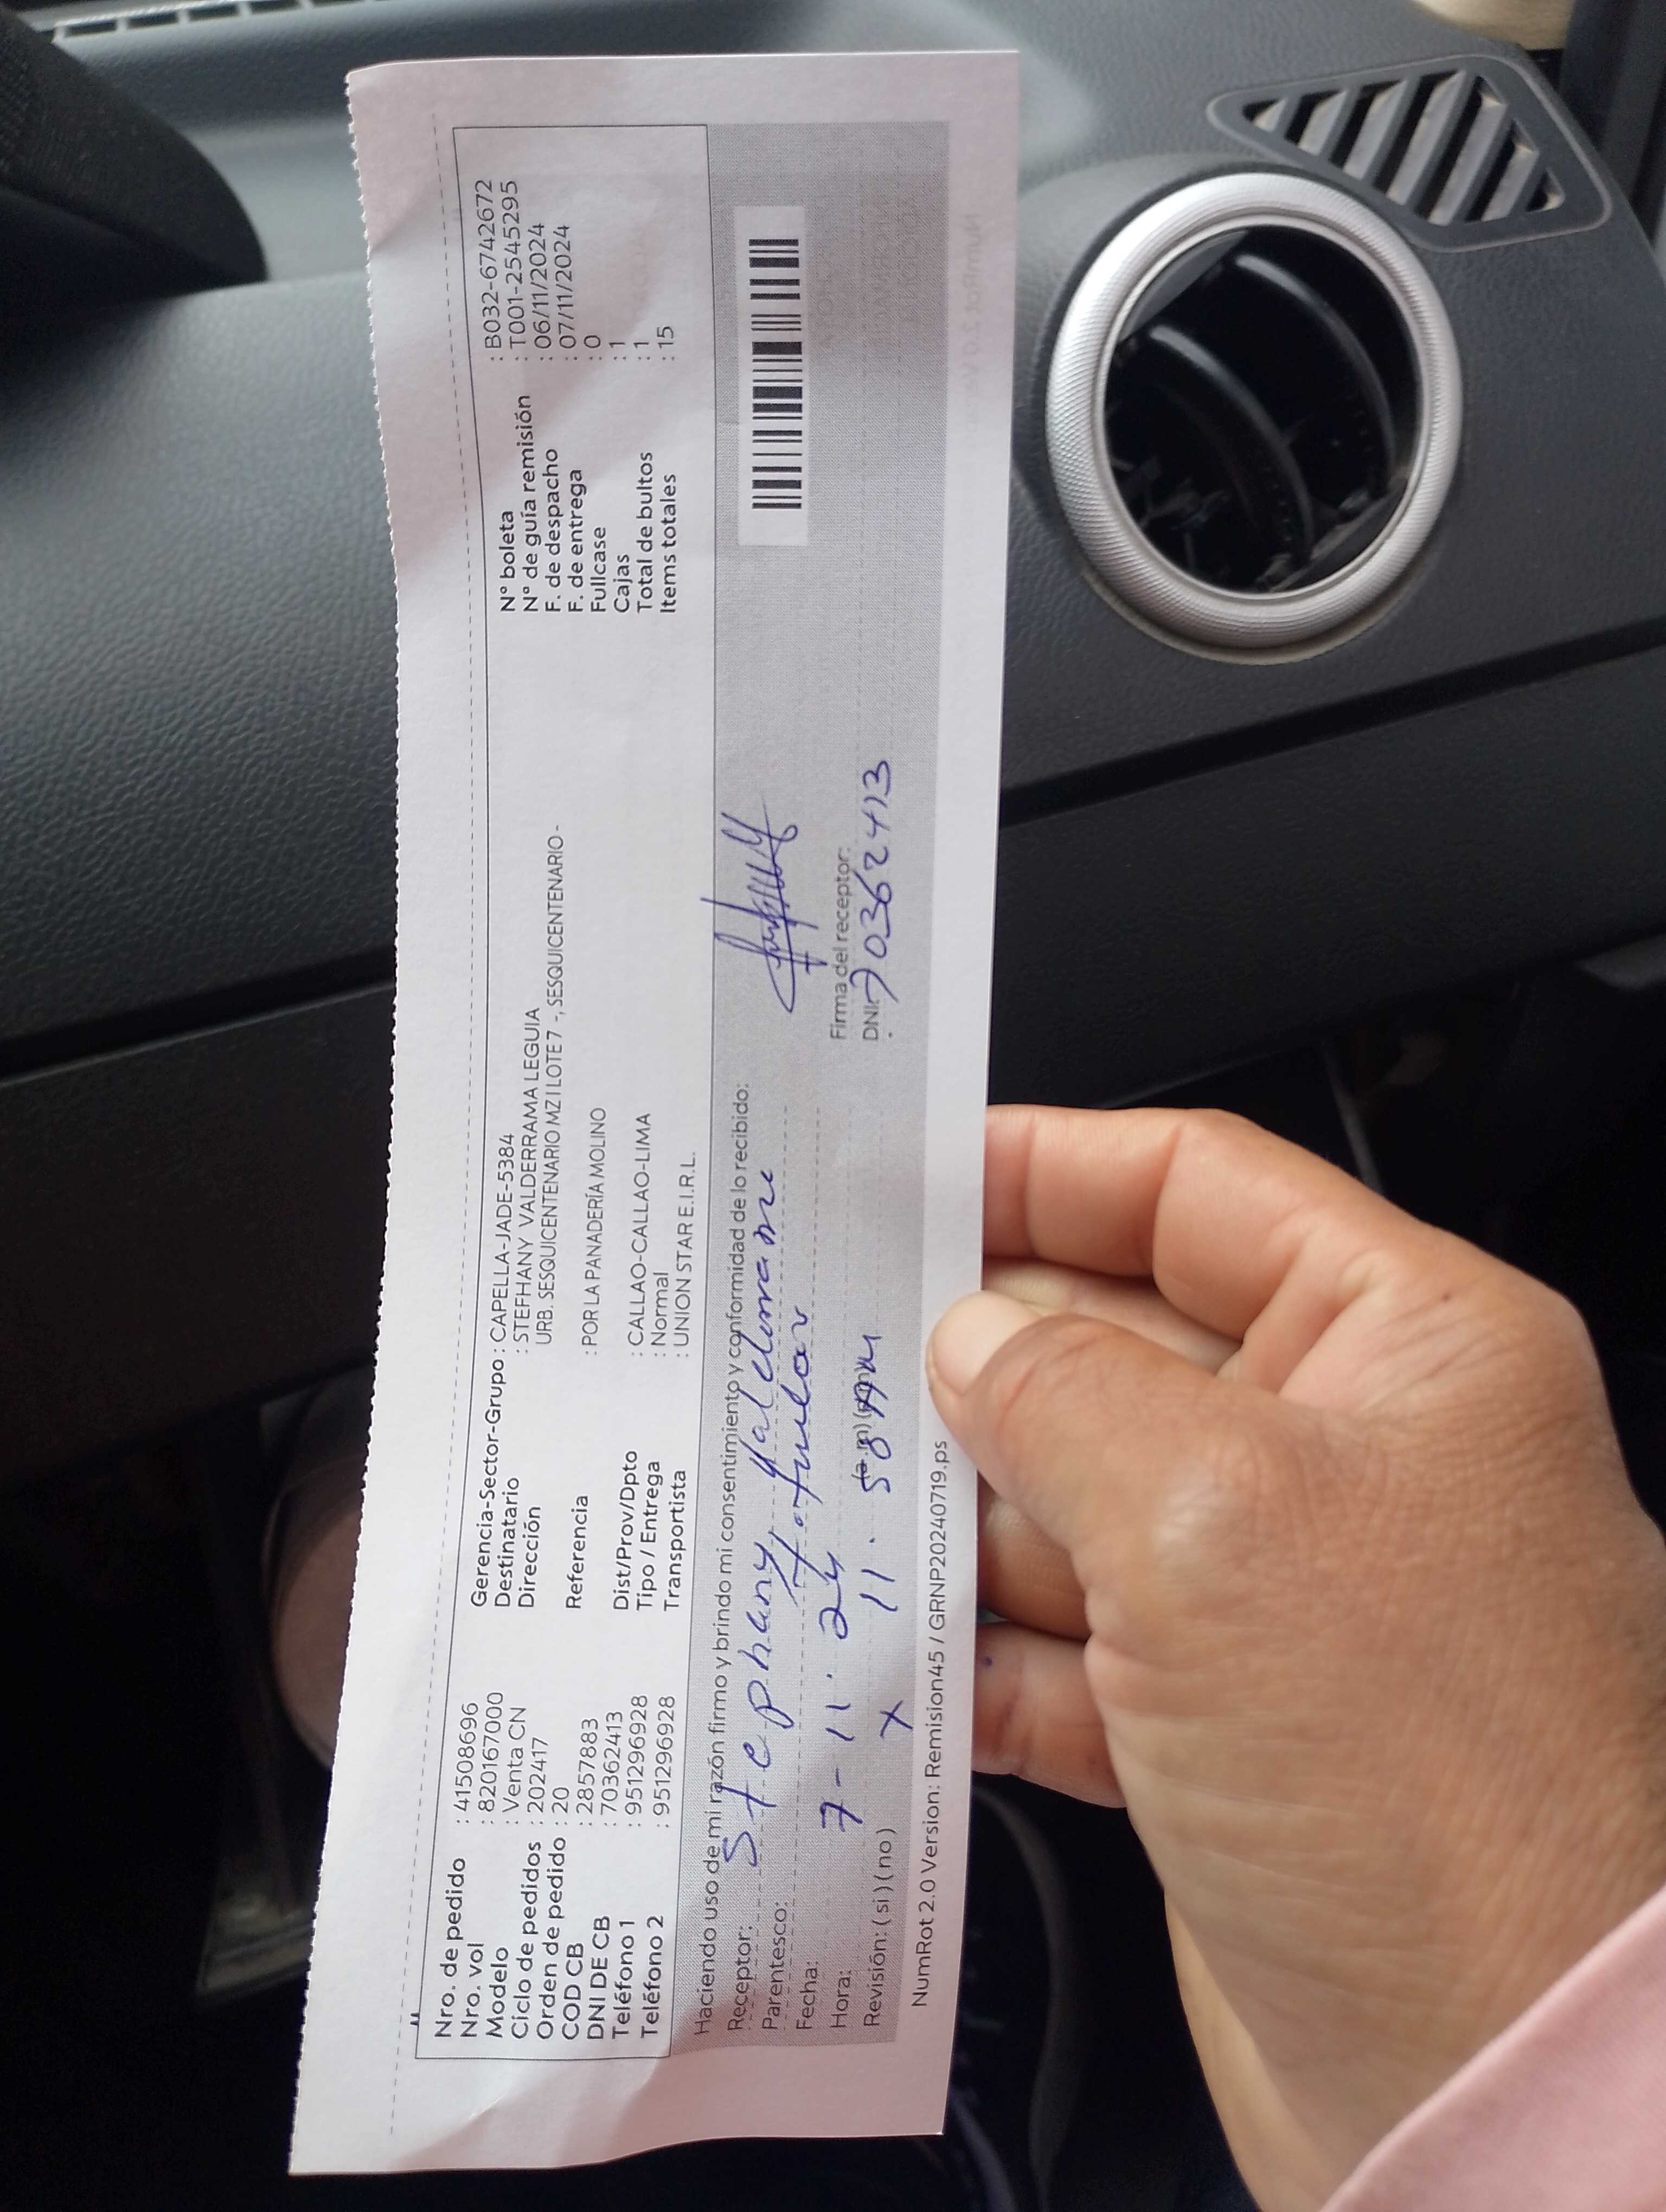 Nro. de pedido : 41508696
Nro. vol : 820167000
Modelo : Venta CN
Ciclo de pedidos : 202417
Orden de pedido : 20
COD CB : 2857883
DNI DE CB : 70362413
Teléfono 1 : 951296928
Teléfono 2 : 951296928
Gerencia-Sector-Grupo : CAPELLA-JADE-5384
Destinatario : STEFHANY VALDERRAMA LEGUIA
Dirección URB. SESQUICENTENARIO MZ I LOTE 7 -, SESQUICENTENARIO-
Referencia : POR LA PANADERÍA MOLINO
Dist/Prov/Dpto : CALLAO-CALLAO-LIMA
Tipo / Entrega : Normal
Transportista : UNION STAR E.I.R.L.
N° boleta : B032-6742672
N° de guía remisión : T001-2545295
F. de despacho : 06/11/2024
F. de entrega : 07/11/2024
Fullcase : 0
Cajas : 1
Total de bultos : 1
Items totales : 15
Haciendo uso de mi razón firmo y brindo mi consentimiento y conformidad de lo recibido:
Receptor: Stephany
Parentesco:
Fecha: 7-11.24
Hora: 11.50
Revisión: (si) (no) X
Firma del receptor:
DNI: 70362413
NumRot 2.0 Version: Remision45 / GRNP20240719.ps